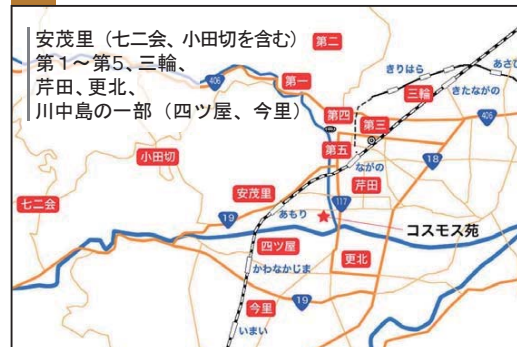 安茂里（七二会、小田切を含む）
第１～第５、三輪、
芹田、更北、
川中島の一部（四ツ屋、今里）
第二
406
第一
きりはら
あさひ
三輪
きたながの
第四
第三
406
第五
小田切
ながの
18
安茂里
芹田
七二会
117
19
あもり
コスモス苑
四ツ屋
更北
かわなかじま
今里
19
いまい